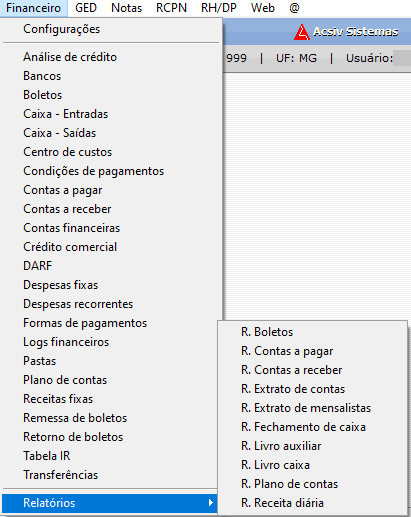 Financeiro GED Notas RCPN RH/DP Web @
Configurações
Acsiv Sistemas
999 | UF: MG | Usuário:
Análise de crédito
Bancos
Boletos
Caixa - Entradas
Caixa - Saídas
Centro de custos
Condições de pagamentos
Contas a pagar
Contas a receber
Contas financeiras
Crédito comercial
DARF
Despesas fixas
Despesas recorrentes
Formas de pagamentos
Logs financeiros
Pastas
Plano de contas
Receitas fixas
Remessa de boletos
Retorno de boletos
Tabela IR
Transferências
Relatórios
R. Boletos
R. Contas a pagar
R. Contas a receber
R. Extrato de contas
R. Extrato de mensalistas
R. Fechamento de caixa
R. Livro auxiliar
R. Livro caixa
R. Plano de contas
R. Receita diária